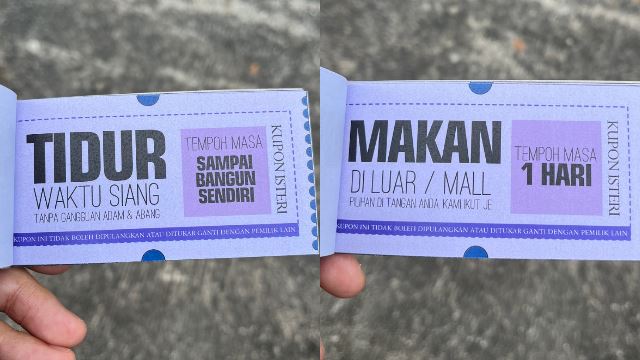 TIDUR
WAKTU SIANG
TANPA GANGGUAN ADAM & ABANG
TEMPOH MASA
SAMPAI
BANGUN
SENDIRI
KUPON ISTERI
KUPON INI TIDAK BOLEH DIPULANGKAN ATAU DITUKAR GANTI DENGAN PEMILIK LAIN
MAKAN
DI LUAR / MALL
PILIHAN DI TANGAN ANDA, KAMI IKUT JE
TEMPOH MASA
1 HARI
KUPON ISTERI
KUPON INI TIDAK BOLEH DIPULANGKAN ATAU DITUKAR GANTI DENGAN PEMILIK LAIN